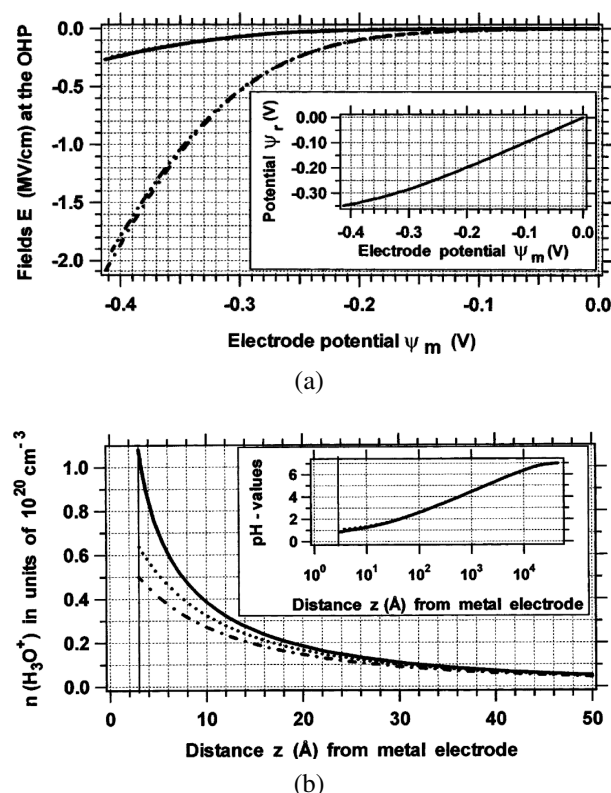 Fields E (MV/cm) at the OHP
0.0
-0.5
-1.0
-1.5
-2.0
Potential ψr (V)
0.00
-0.10
-0.20
-0.30
-0.4 -0.3 -0.2 -0.1 0.0
Electrode potential ψm (V)
-0.4 -0.3 -0.2 -0.1 0.0
Electrode potential ψm (V)
(a)
n (H3O+) in units of 10^20 cm^-3
1.0
0.8
0.6
0.4
0.2
0.0
pH - values
6
4
2
0
10^0 10^1 10^2 10^3 10^4
Distance z (Å) from metal electrode
0 10 20 30 40 50
Distance z (Å) from metal electrode
(b)